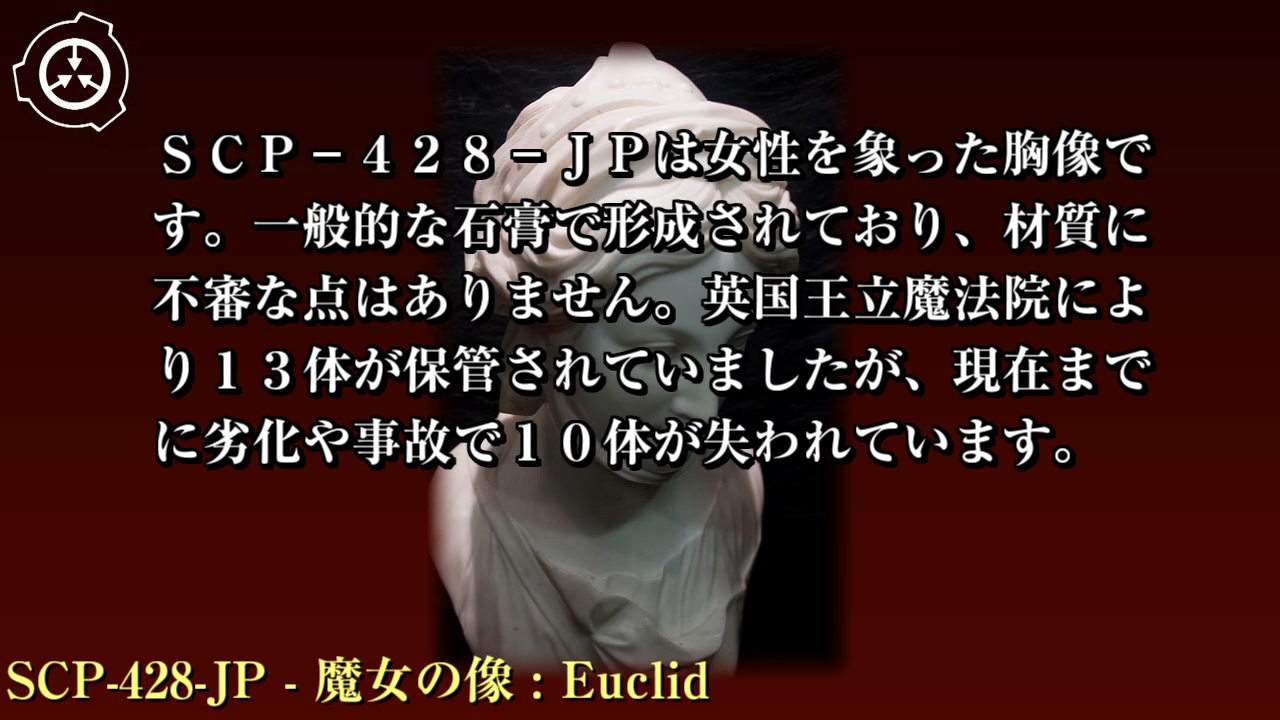 ＳＣＰ－４２８－ＪＰは女性を象った胸像で
す。一般的な石膏で形成されており、材質に
不審な点はありません。英国王立魔法院によ
り１３体が保管されていましたが、現在まで
に劣化や事故で１０体が失われています。
SCP-428-JP - 魔女の像 : Euclid